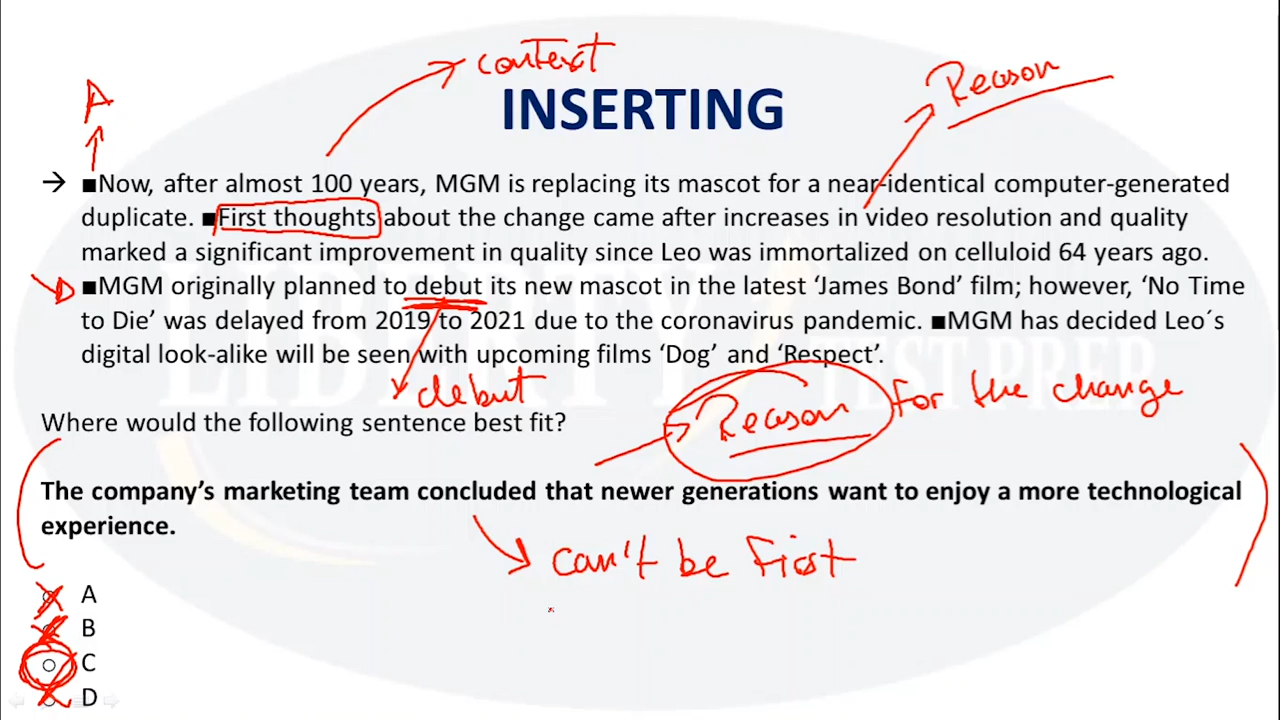 context
Reason
A
INSERTING
→ ■Now, after almost 100 years, MGM is replacing its mascot for a near-identical computer-generated
duplicate. ■First thoughts about the change came after increases in video resolution and quality
marked a significant improvement in quality since Leo was immortalized on celluloid 64 years ago.
■MGM originally planned to debut its new mascot in the latest ‘James Bond’ film; however, ‘No Time
to Die’ was delayed from 2019 to 2021 due to the coronavirus pandemic. ■MGM has decided Leo´s
digital look-alike will be seen with upcoming films ‘Dog’ and ‘Respect’.
debut
Reason for the change
Where would the following sentence best fit?
The company’s marketing team concluded that newer generations want to enjoy a more technological
experience.
can't be first
A
B
C
D